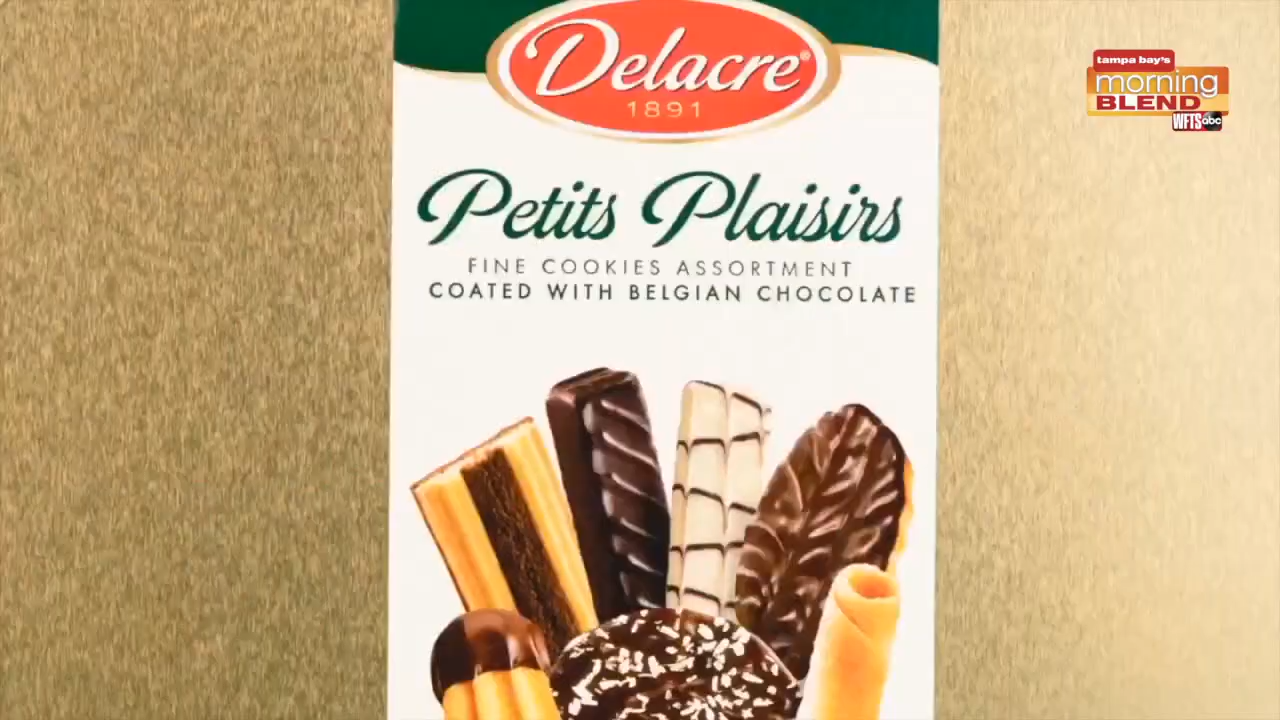 Delacre®
1891
Petits Plaisirs
FINE COOKIES ASSORTMENT
COATED WITH BELGIAN CHOCOLATE
tampa bay's
morning
BLEND
WFTS abc